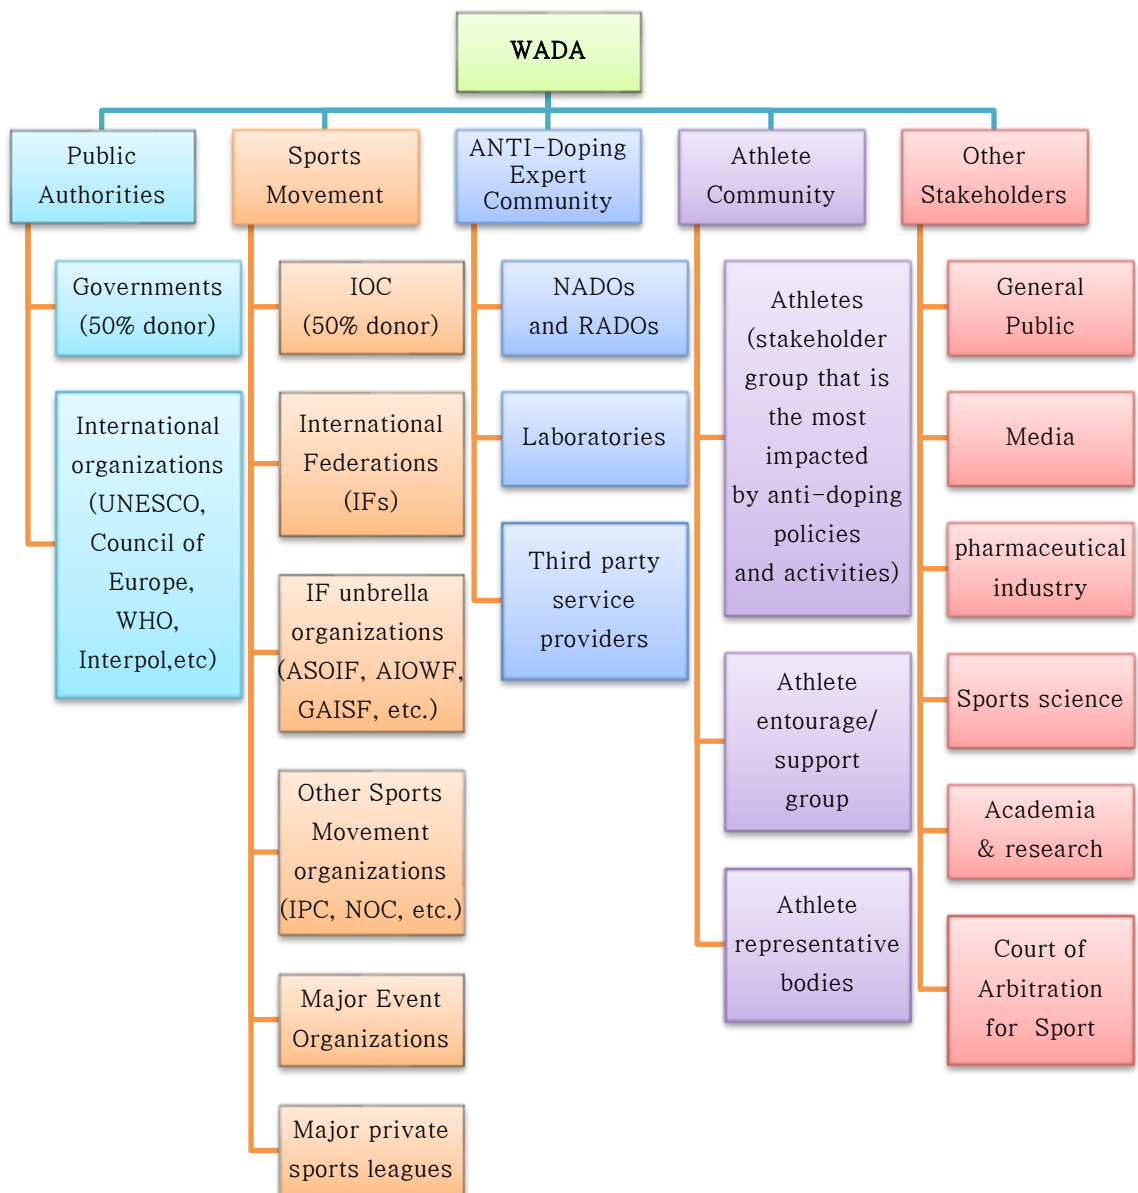 WADA
Public
Authorities
Governments
(50% donor)
International
organizations
(UNESCO,
Council of
Europe,
WHO,
Interpol,etc)
Sports
Movement
IOC
(50% donor)
International
Federations
(IFs)
IF unbrella
organizations
(ASOIF, AIOWF,
GAISF, etc.)
Other Sports
Movement
organizations
(IPC, NOC, etc.)
Major Event
Organizations
Major private
sports leagues
ANTI-Doping
Expert
Community
NADOs
and RADOs
Laboratories
Third party
service
providers
Athlete
Community
Athletes
(stakeholder
group that is
the most
impacted
by anti-doping
policies
and activities)
Athlete
entourage/
support
group
Athlete
representative
bodies
Other
Stakeholders
General
Public
Media
pharmaceutical
industry
Sports science
Academia
& research
Court of
Arbitration
for Sport